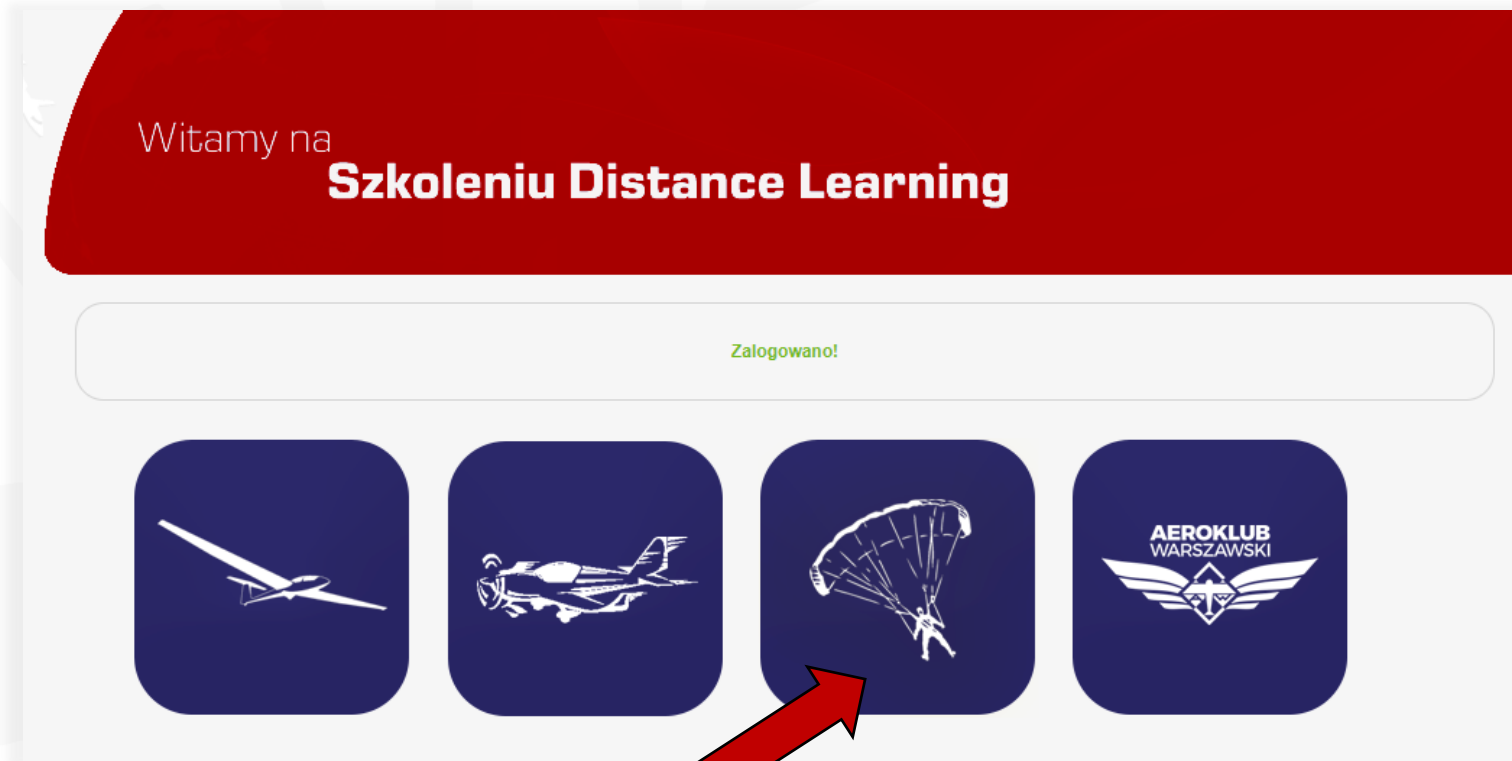 Witamy na
Szkoleniu Distance Learning
Zalogowano!
AEROKLUB
WARSZAWSKI